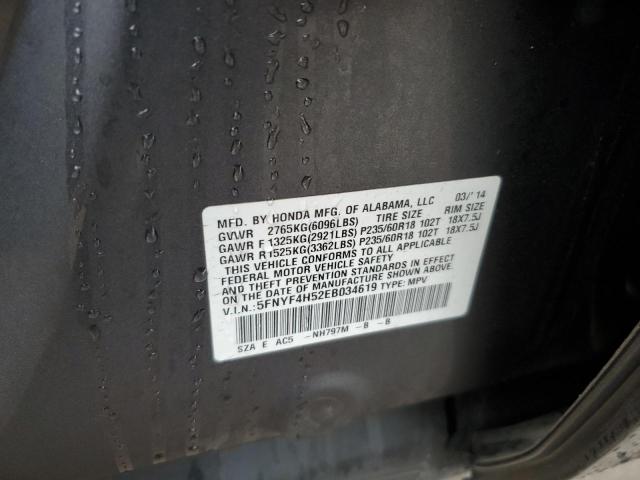 MFD. BY HONDA MFG. OF ALABAMA, LLC 03/'14
GVWR 2765KG(6096LBS) TIRE SIZE RIM SIZE
GAWR F 1325KG(2921LBS) P235/60R18 102T 18X7.5J
GAWR R 1525KG(3362LBS) P235/60R18 102T 18X7.5J
THIS VEHICLE CONFORMS TO ALL APPLICABLE
FEDERAL MOTOR VEHICLE SAFETY
AND THEFT PREVENTION STANDARDS IN EFFECT
ON THE DATE OF MANUFACTURE SHOWN ABOVE.
V.I.N.:5FNYF4H52EB034619 TYPE: MPV
SZA E AC5 -NH797M -B -B